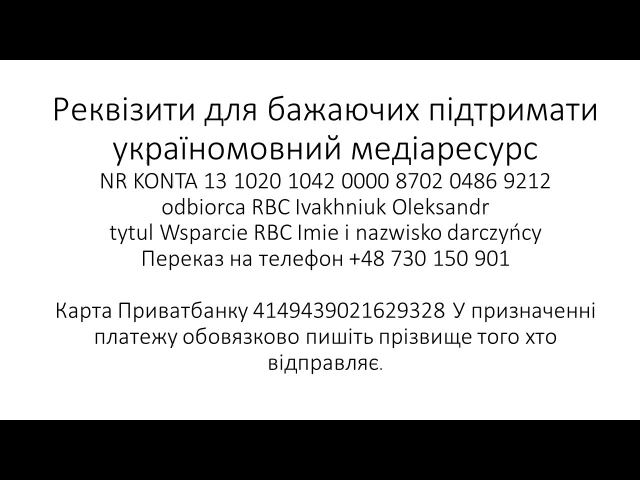 Реквізити для бажаючих підтримати
україномовний медіаресурс
NR KONTA 13 1020 1042 0000 8702 0486 9212
odbiorca RBC Ivakhniuk Oleksandr
tytul Wsparcie RBC Imie i nazwisko darczyńcy
Переказ на телефон +48 730 150 901
Карта Приватбанку 4149439021629328 У призначенні
платежу обовязково пишіть прізвище того хто
відправляє.